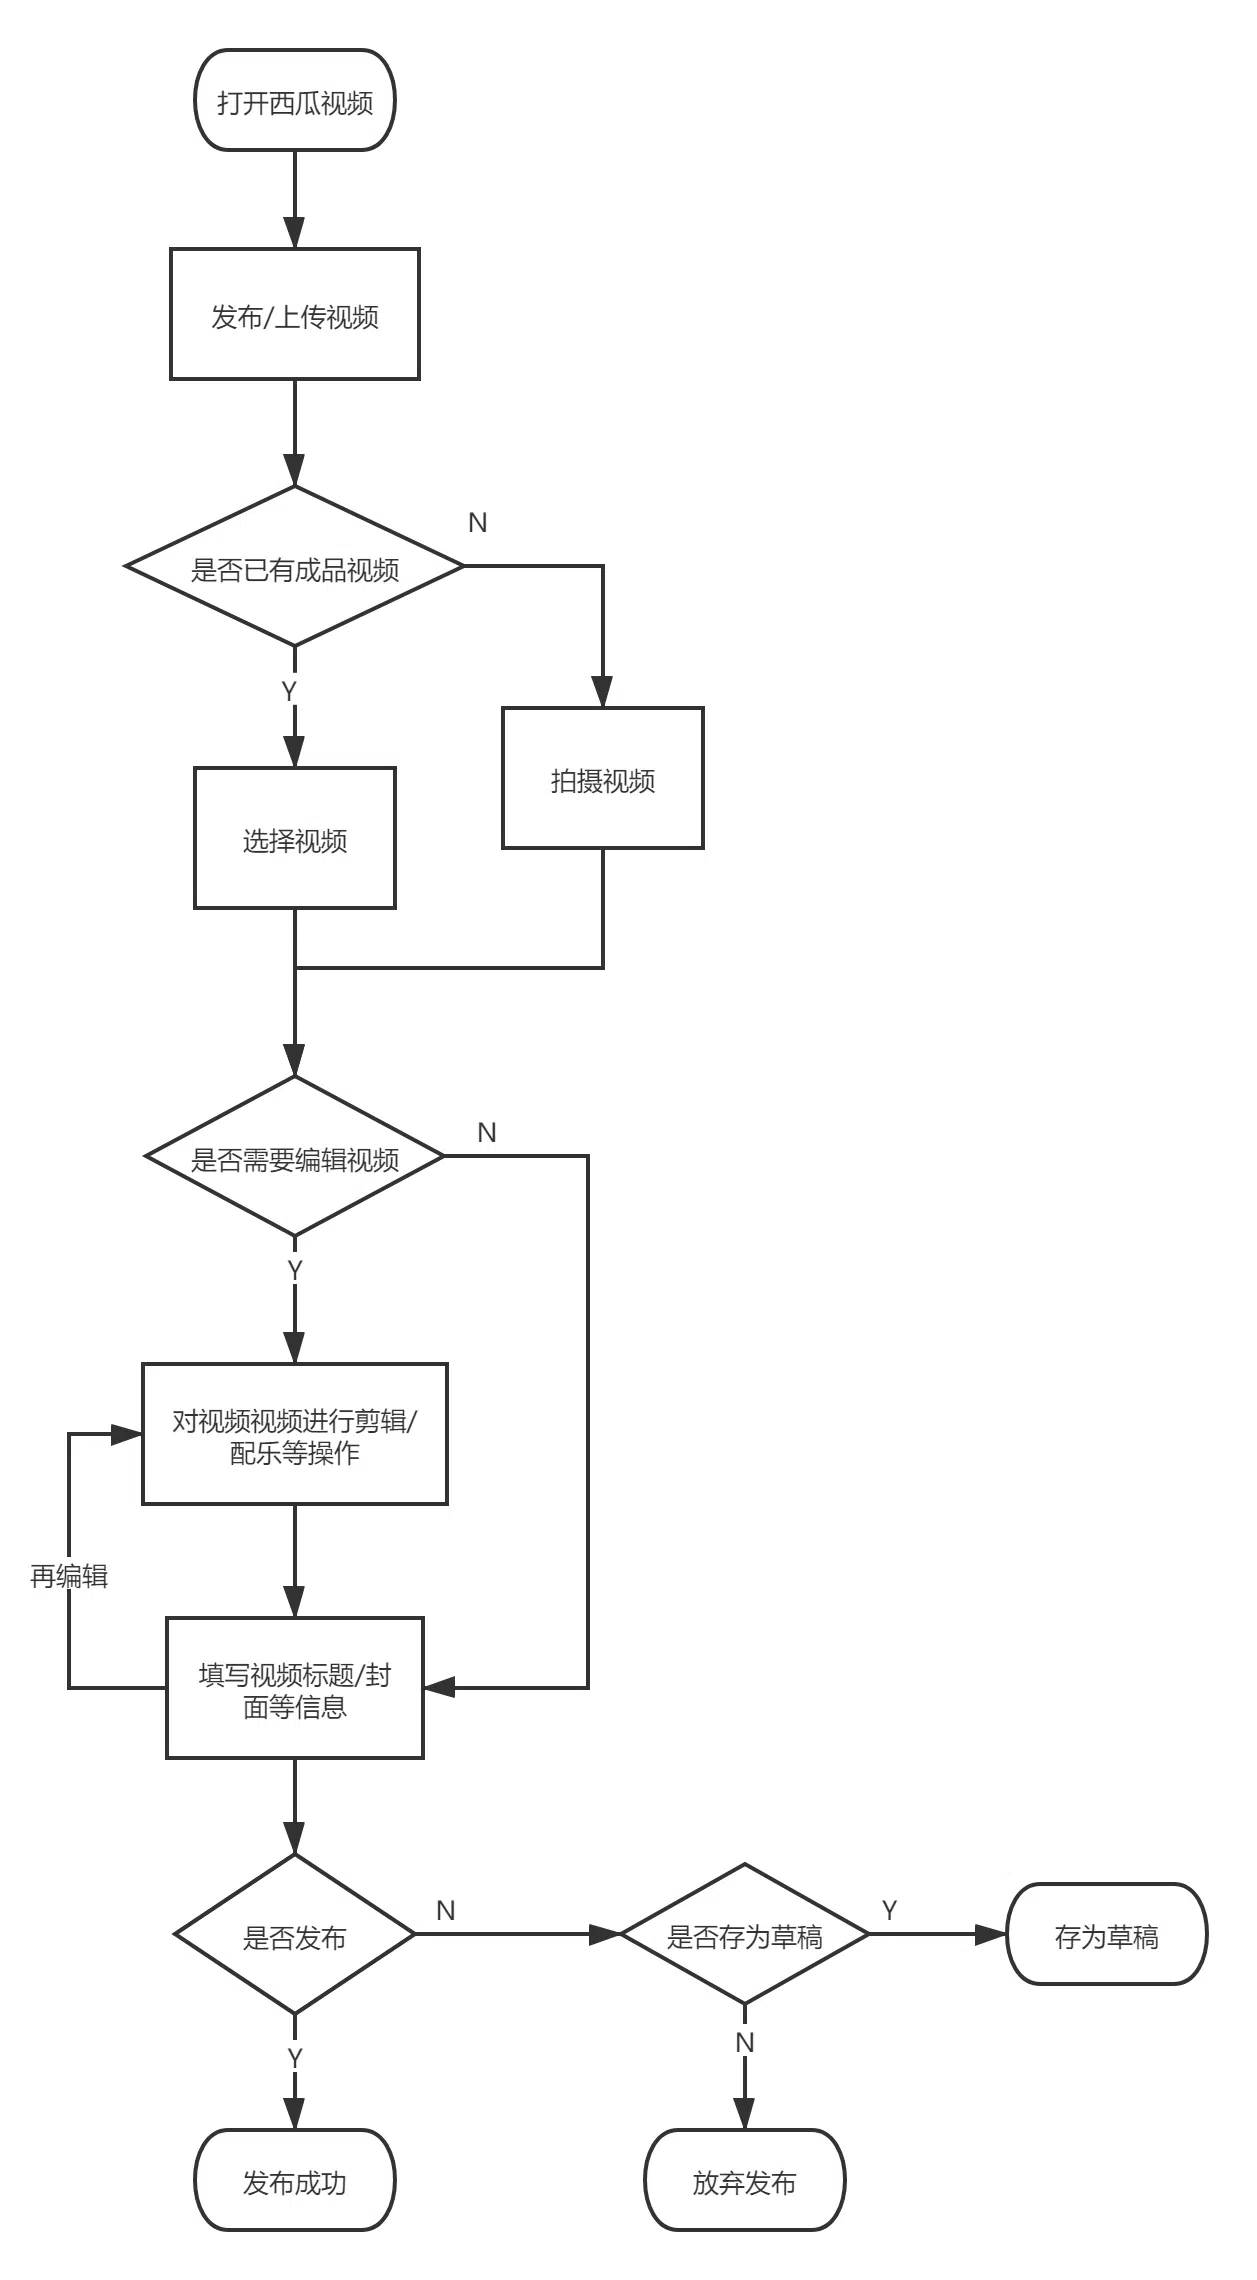 打开西瓜视频
发布/上传视频
是否已有成品视频
N
Y
拍摄视频
选择视频
是否需要编辑视频
N
Y
对视频视频进行剪辑/
配乐等操作
再编辑
填写视频标题/封
面等信息
是否发布
N
是否存为草稿
Y
存为草稿
Y
N
发布成功
放弃发布